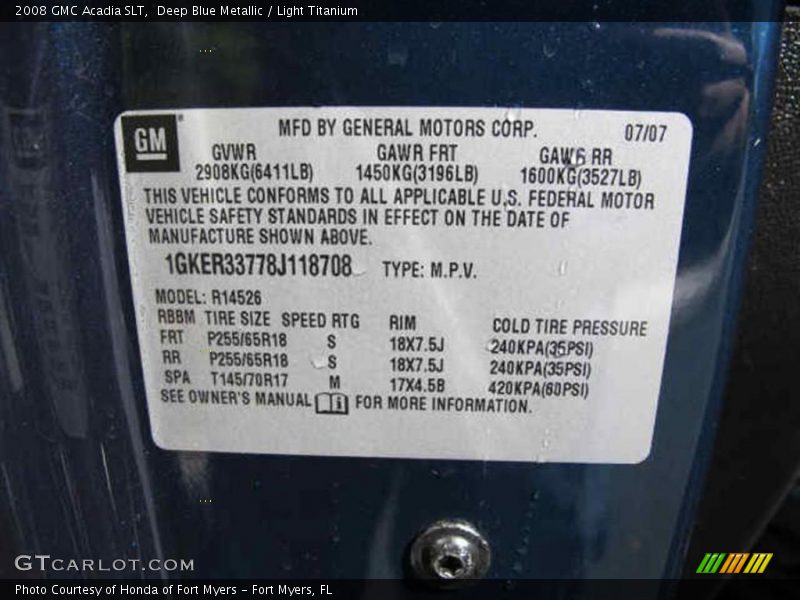 2008 GMC Acadia SLT, Deep Blue Metallic / Light Titanium
GM
MFD BY GENERAL MOTORS CORP. 07/07
GVWR GAWR FRT GAWR RR
2908KG(6411LB) 1450KG(3196LB) 1600KG(3527LB)
THIS VEHICLE CONFORMS TO ALL APPLICABLE U.S. FEDERAL MOTOR
VEHICLE SAFETY STANDARDS IN EFFECT ON THE DATE OF
MANUFACTURE SHOWN ABOVE.
1GKER33778J118708 TYPE: M.P.V.
MODEL: R14526
RBBM TIRE SIZE SPEED RTG RIM COLD TIRE PRESSURE
FRT P255/65R18 S 18X7.5J 240KPA(35PSI)
RR P255/65R18 S 18X7.5J 240KPA(35PSI)
SPA T145/70R17 M 17X4.5B 420KPA(60PSI)
SEE OWNER'S MANUAL FOR MORE INFORMATION.
GTCARLOT.COM
Photo Courtesy of Honda of Fort Myers - Fort Myers, FL